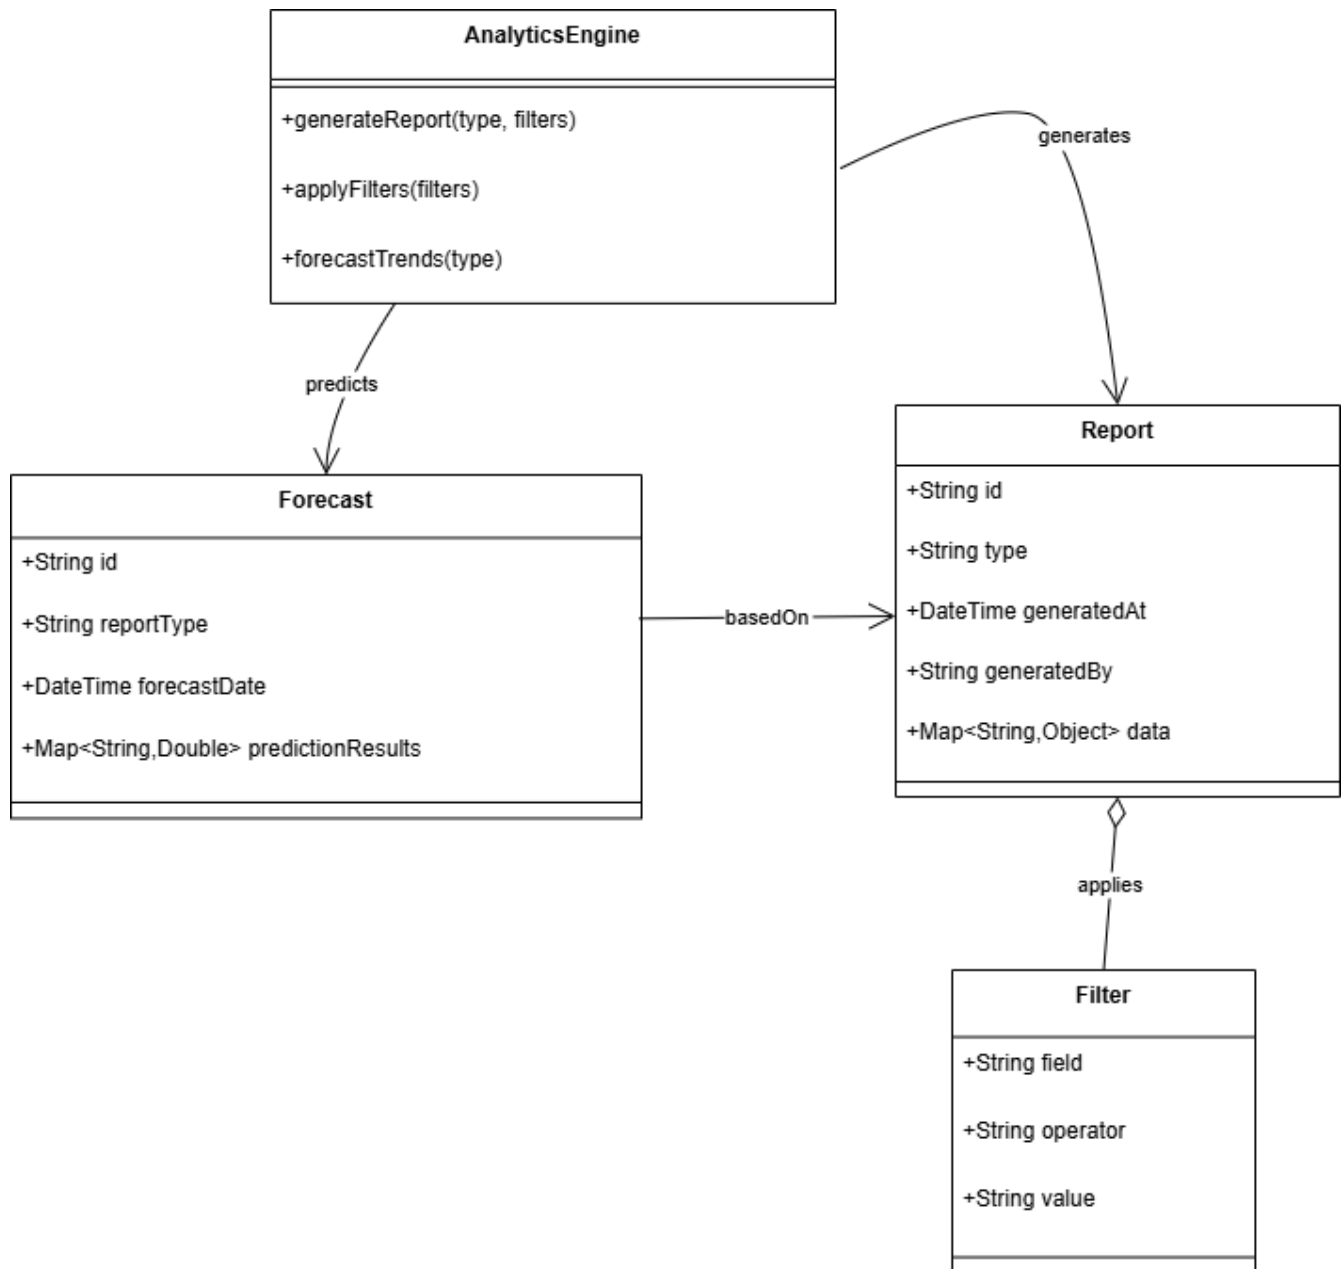 AnalyticsEngine
+generateReport(type, filters)
+applyFilters(filters)
+forecastTrends(type)
generates
predicts
Forecast
+String id
+String reportType
+DateTime forecastDate
+Map<String,Double> predictionResults
basedOn
Report
+String id
+String type
+DateTime generatedAt
+String generatedBy
+Map<String,Object> data
applies
Filter
+String field
+String operator
+String value